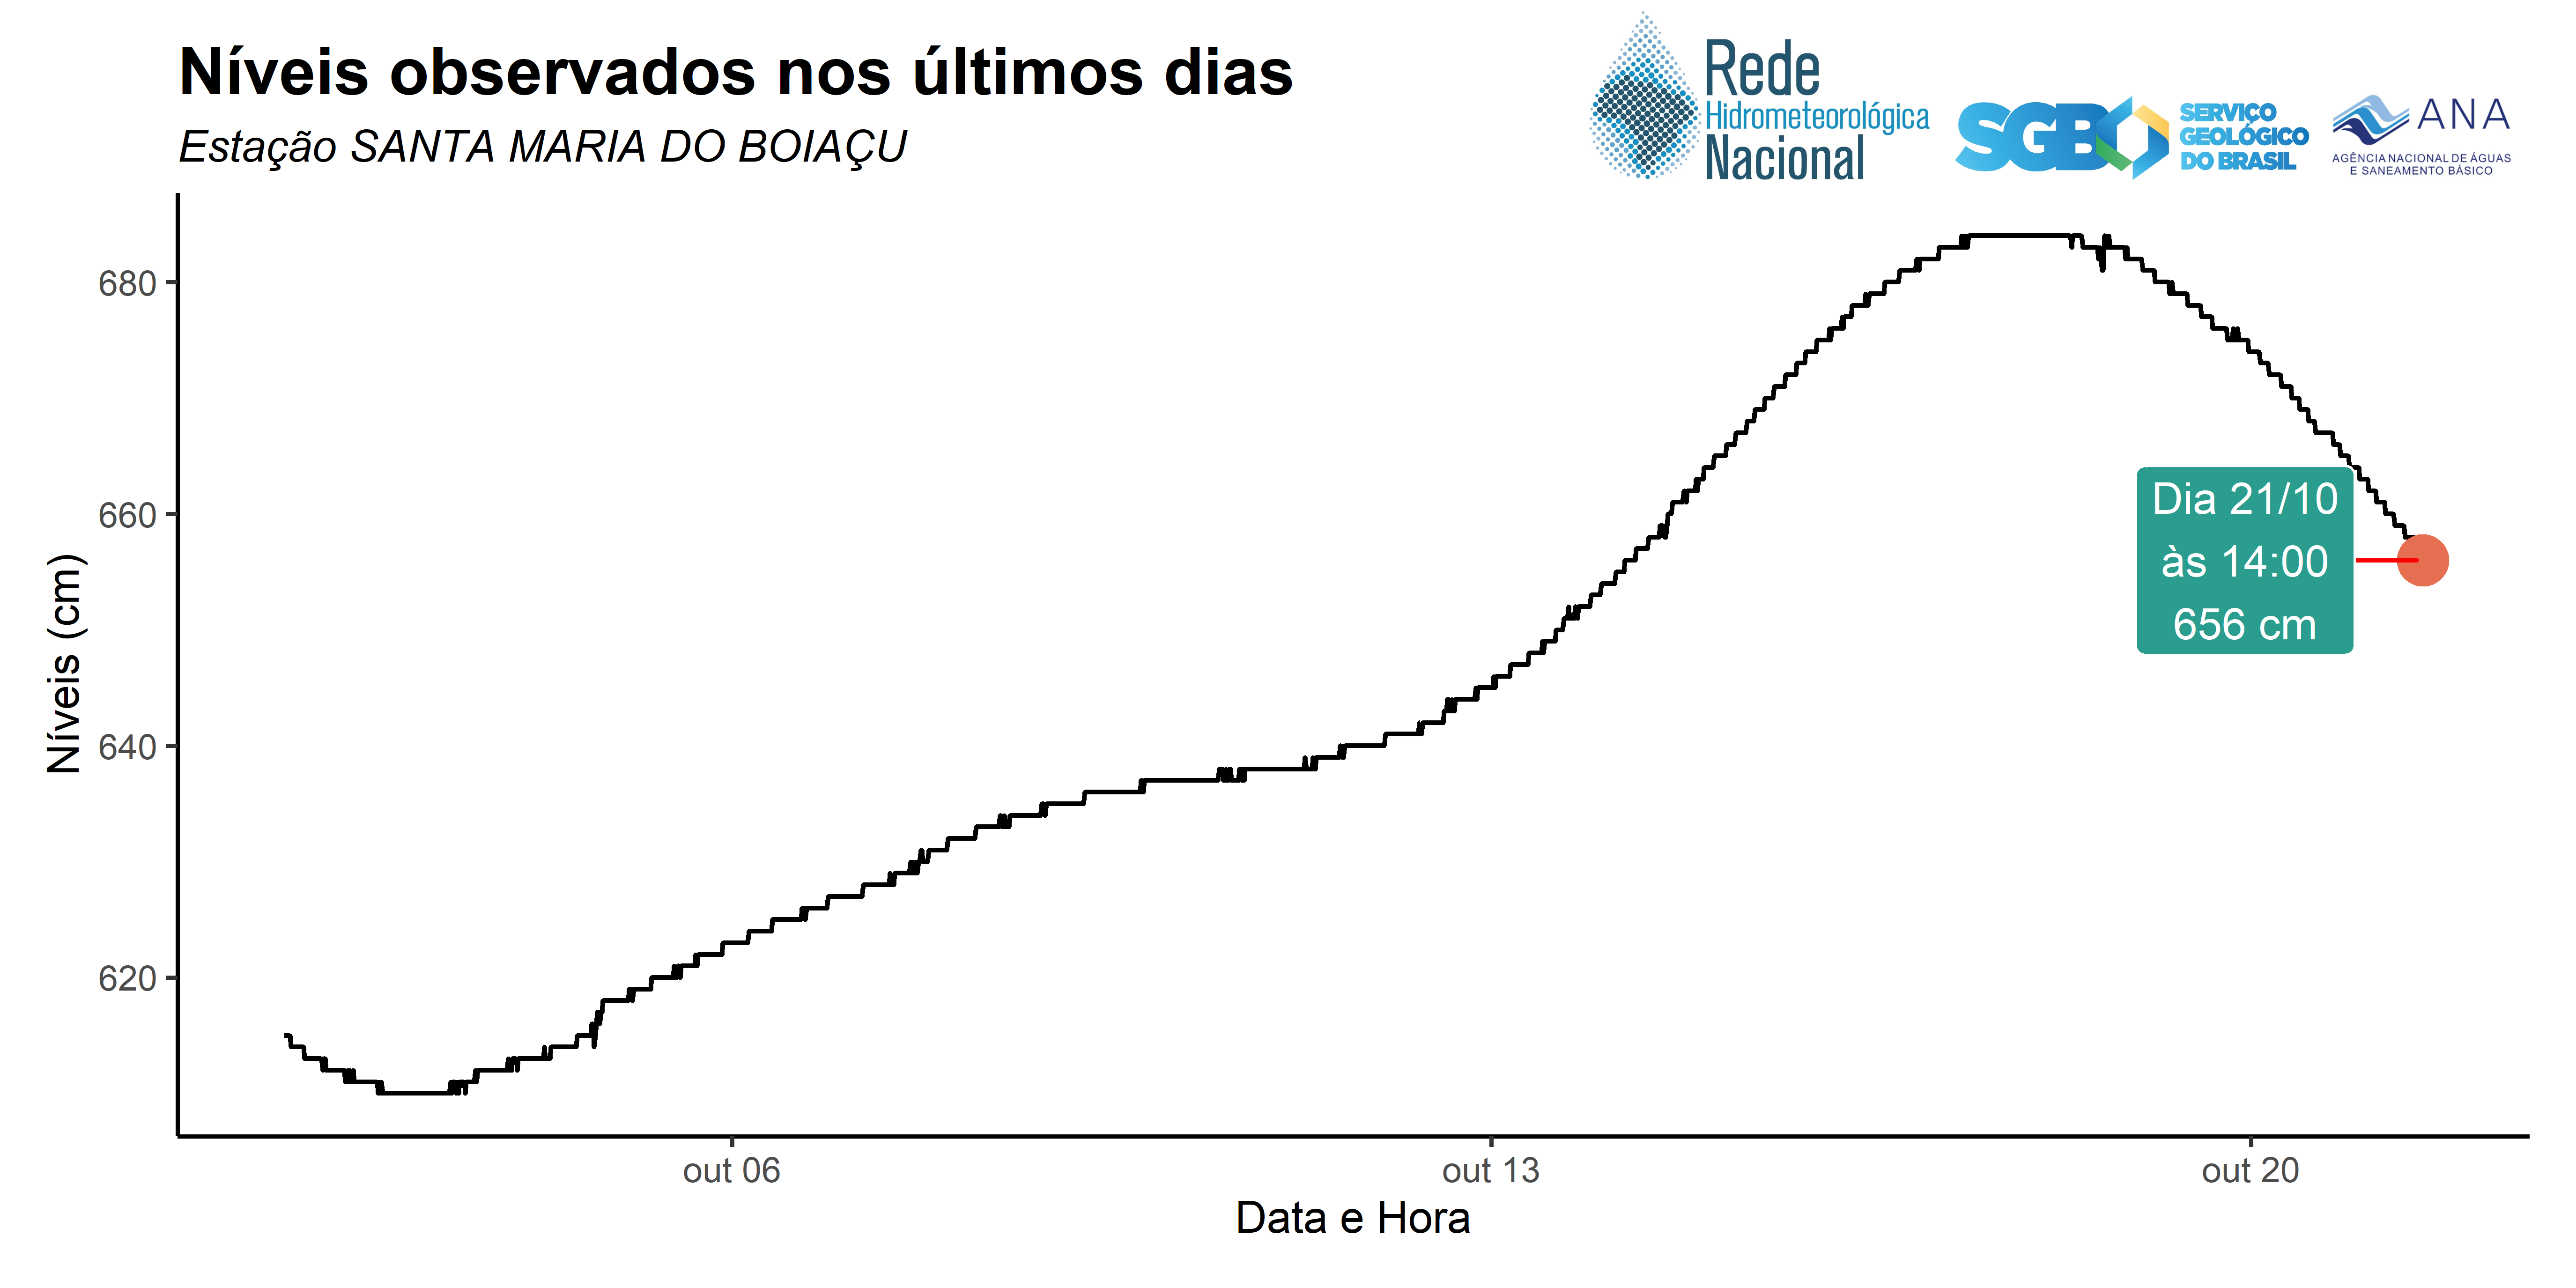 Níveis observados nos últimos dias
Estação SANTA MARIA DO BOIAÇU
Rede
Hidrometeorológica
Nacional
SGB
SERVIÇO
GEOLÓGICO
DO BRASIL
ANA
AGÊNCIA NACIONAL DE ÁGUAS
E SANEAMENTO BÁSICO
Níveis (cm)
680
660
640
620
Dia 21/10
às 14:00
656 cm
out 06
out 13
out 20
Data e Hora